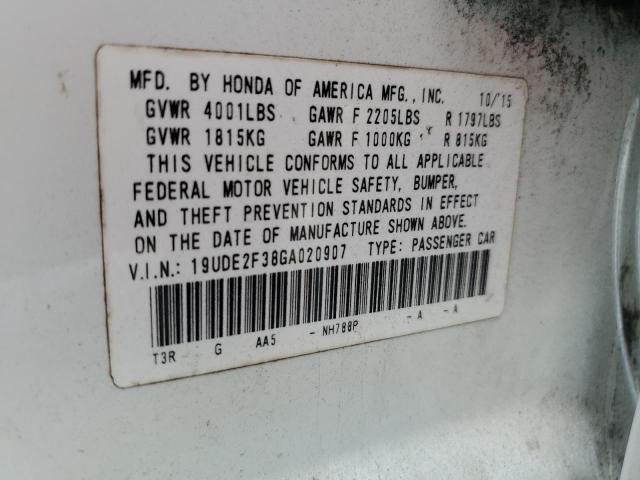 MFD. BY HONDA OF AMERICA MFG., INC. 10/'15
GVWR 4001LBS GAWR F 2205LBS R 1797LBS
GVWR 1815KG GAWR F 1000KG R 815KG
THIS VEHICLE CONFORMS TO ALL APPLICABLE
FEDERAL MOTOR VEHICLE SAFETY, BUMPER,
AND THEFT PREVENTION STANDARDS IN EFFECT
ON THE DATE OF MANUFACTURE SHOWN ABOVE.
V.I.N.: 19UDE2F38GA020907 TYPE: PASSENGER CAR
T3R G AA5 - NH788P - A - A